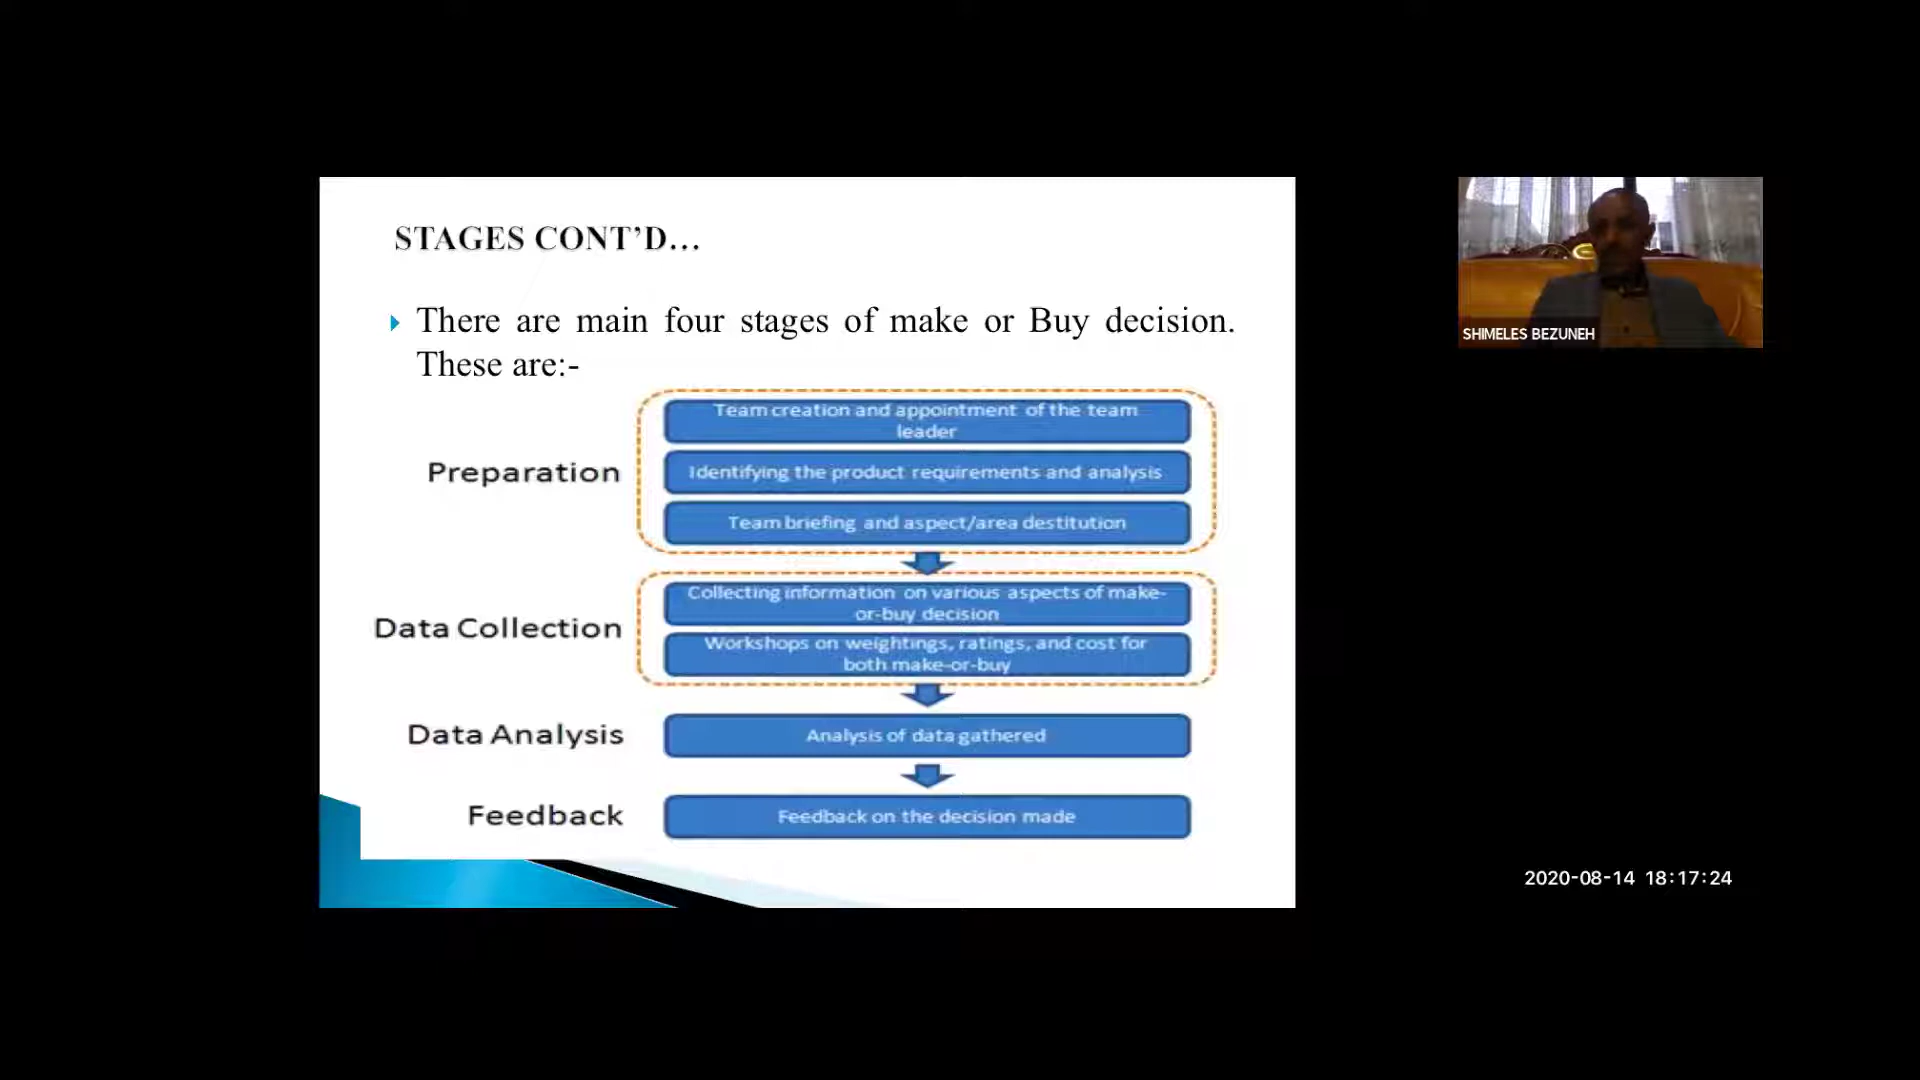 STAGES CONT’D…
There are main four stages of make or Buy decision.
These are:-
Preparation
Team creation and appointment of the team
leader
Identifying the product requirements and analysis
Team briefing and aspect/area destitution
Data Collection
Collecting information on various aspects of make-
or-buy decision
Workshops on weightings, ratings, and cost for
both make-or-buy
Data Analysis
Analysis of data gathered
Feedback
Feedback on the decision made
SHIMELES BEZUNEH
2020-08-14 18:17:24